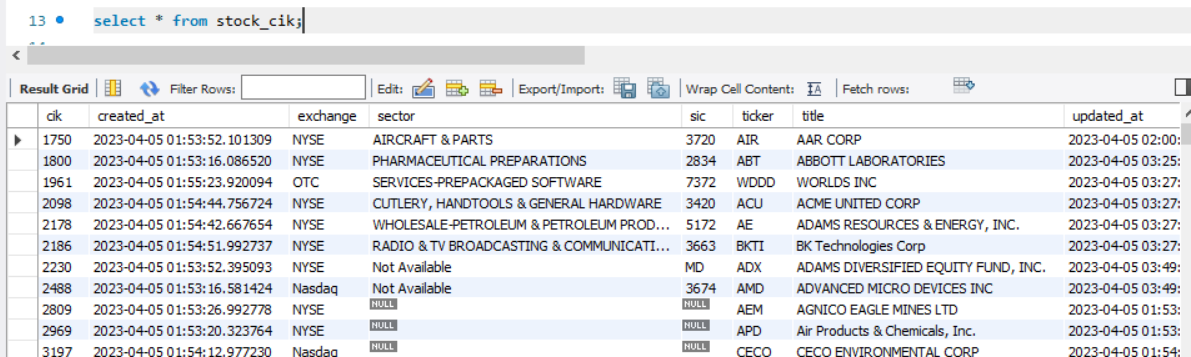 13 select * from stock_cik;
Result Grid Filter Rows: Edit: Export/Import: Wrap Cell Content: Fetch rows:
cik created_at exchange sector sic ticker title updated_at
1750 2023-04-05 01:53:52.101309 NYSE AIRCRAFT & PARTS 3720 AIR AAR CORP 2023-04-05 02:00:
1800 2023-04-05 01:53:16.086520 NYSE PHARMACEUTICAL PREPARATIONS 2834 ABT ABBOTT LABORATORIES 2023-04-05 03:25:
1961 2023-04-05 01:55:23.920094 OTC SERVICES-PREPACKAGED SOFTWARE 7372 WDDD WORLDS INC 2023-04-05 03:27:
2098 2023-04-05 01:54:44.756724 NYSE CUTLERY, HANDTOOLS & GENERAL HARDWARE 3420 ACU ACME UNITED CORP 2023-04-05 03:27:
2178 2023-04-05 01:54:42.667654 NYSE WHOLESALE-PETROLEUM & PETROLEUM PROD... 5172 AE ADAMS RESOURCES & ENERGY, INC. 2023-04-05 03:27:
2186 2023-04-05 01:54:51.992737 NYSE RADIO & TV BROADCASTING & COMMUNICATI... 3663 BKTI BK Technologies Corp 2023-04-05 03:27:
2230 2023-04-05 01:53:52.395093 NYSE Not Available MD ADX ADAMS DIVERSIFIED EQUITY FUND, INC. 2023-04-05 03:49:
2488 2023-04-05 01:53:16.581424 Nasdaq Not Available 3674 AMD ADVANCED MICRO DEVICES INC 2023-04-05 03:49:
2809 2023-04-05 01:53:26.992778 NYSE NULL NULL AEM AGNICO EAGLE MINES LTD 2023-04-05 01:53:
2969 2023-04-05 01:53:20.323764 NYSE NULL NULL APD Air Products & Chemicals, Inc. 2023-04-05 01:53:
3197 2023-04-05 01:54:12.977230 Nasdaq NULL NULL CECO CECO ENVIRONMENTAL CORP 2023-04-05 01:54: